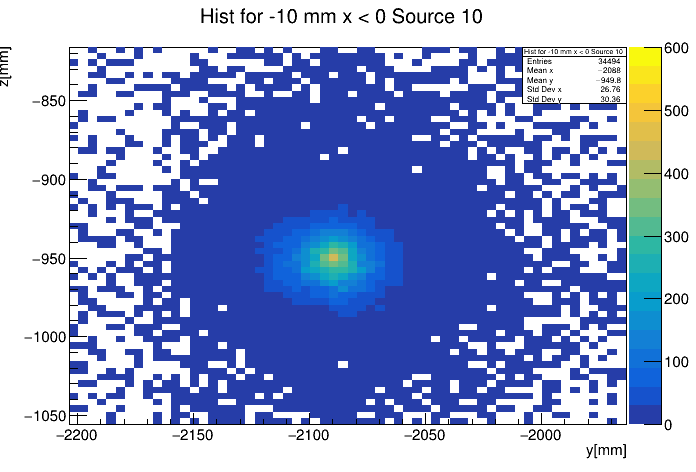 Hist for -10 mm x < 0 Source 10
z[mm]
Hist for -10 mm x < 0 Source 10
Entries 34494
Mean x −2088
Mean y −949.8
Std Dev x 26.76
Std Dev y 30.36
600
500
400
300
200
100
0
−850
−900
−950
−1000
−1050
−2200 −2150 −2100 −2050 −2000
y[mm]